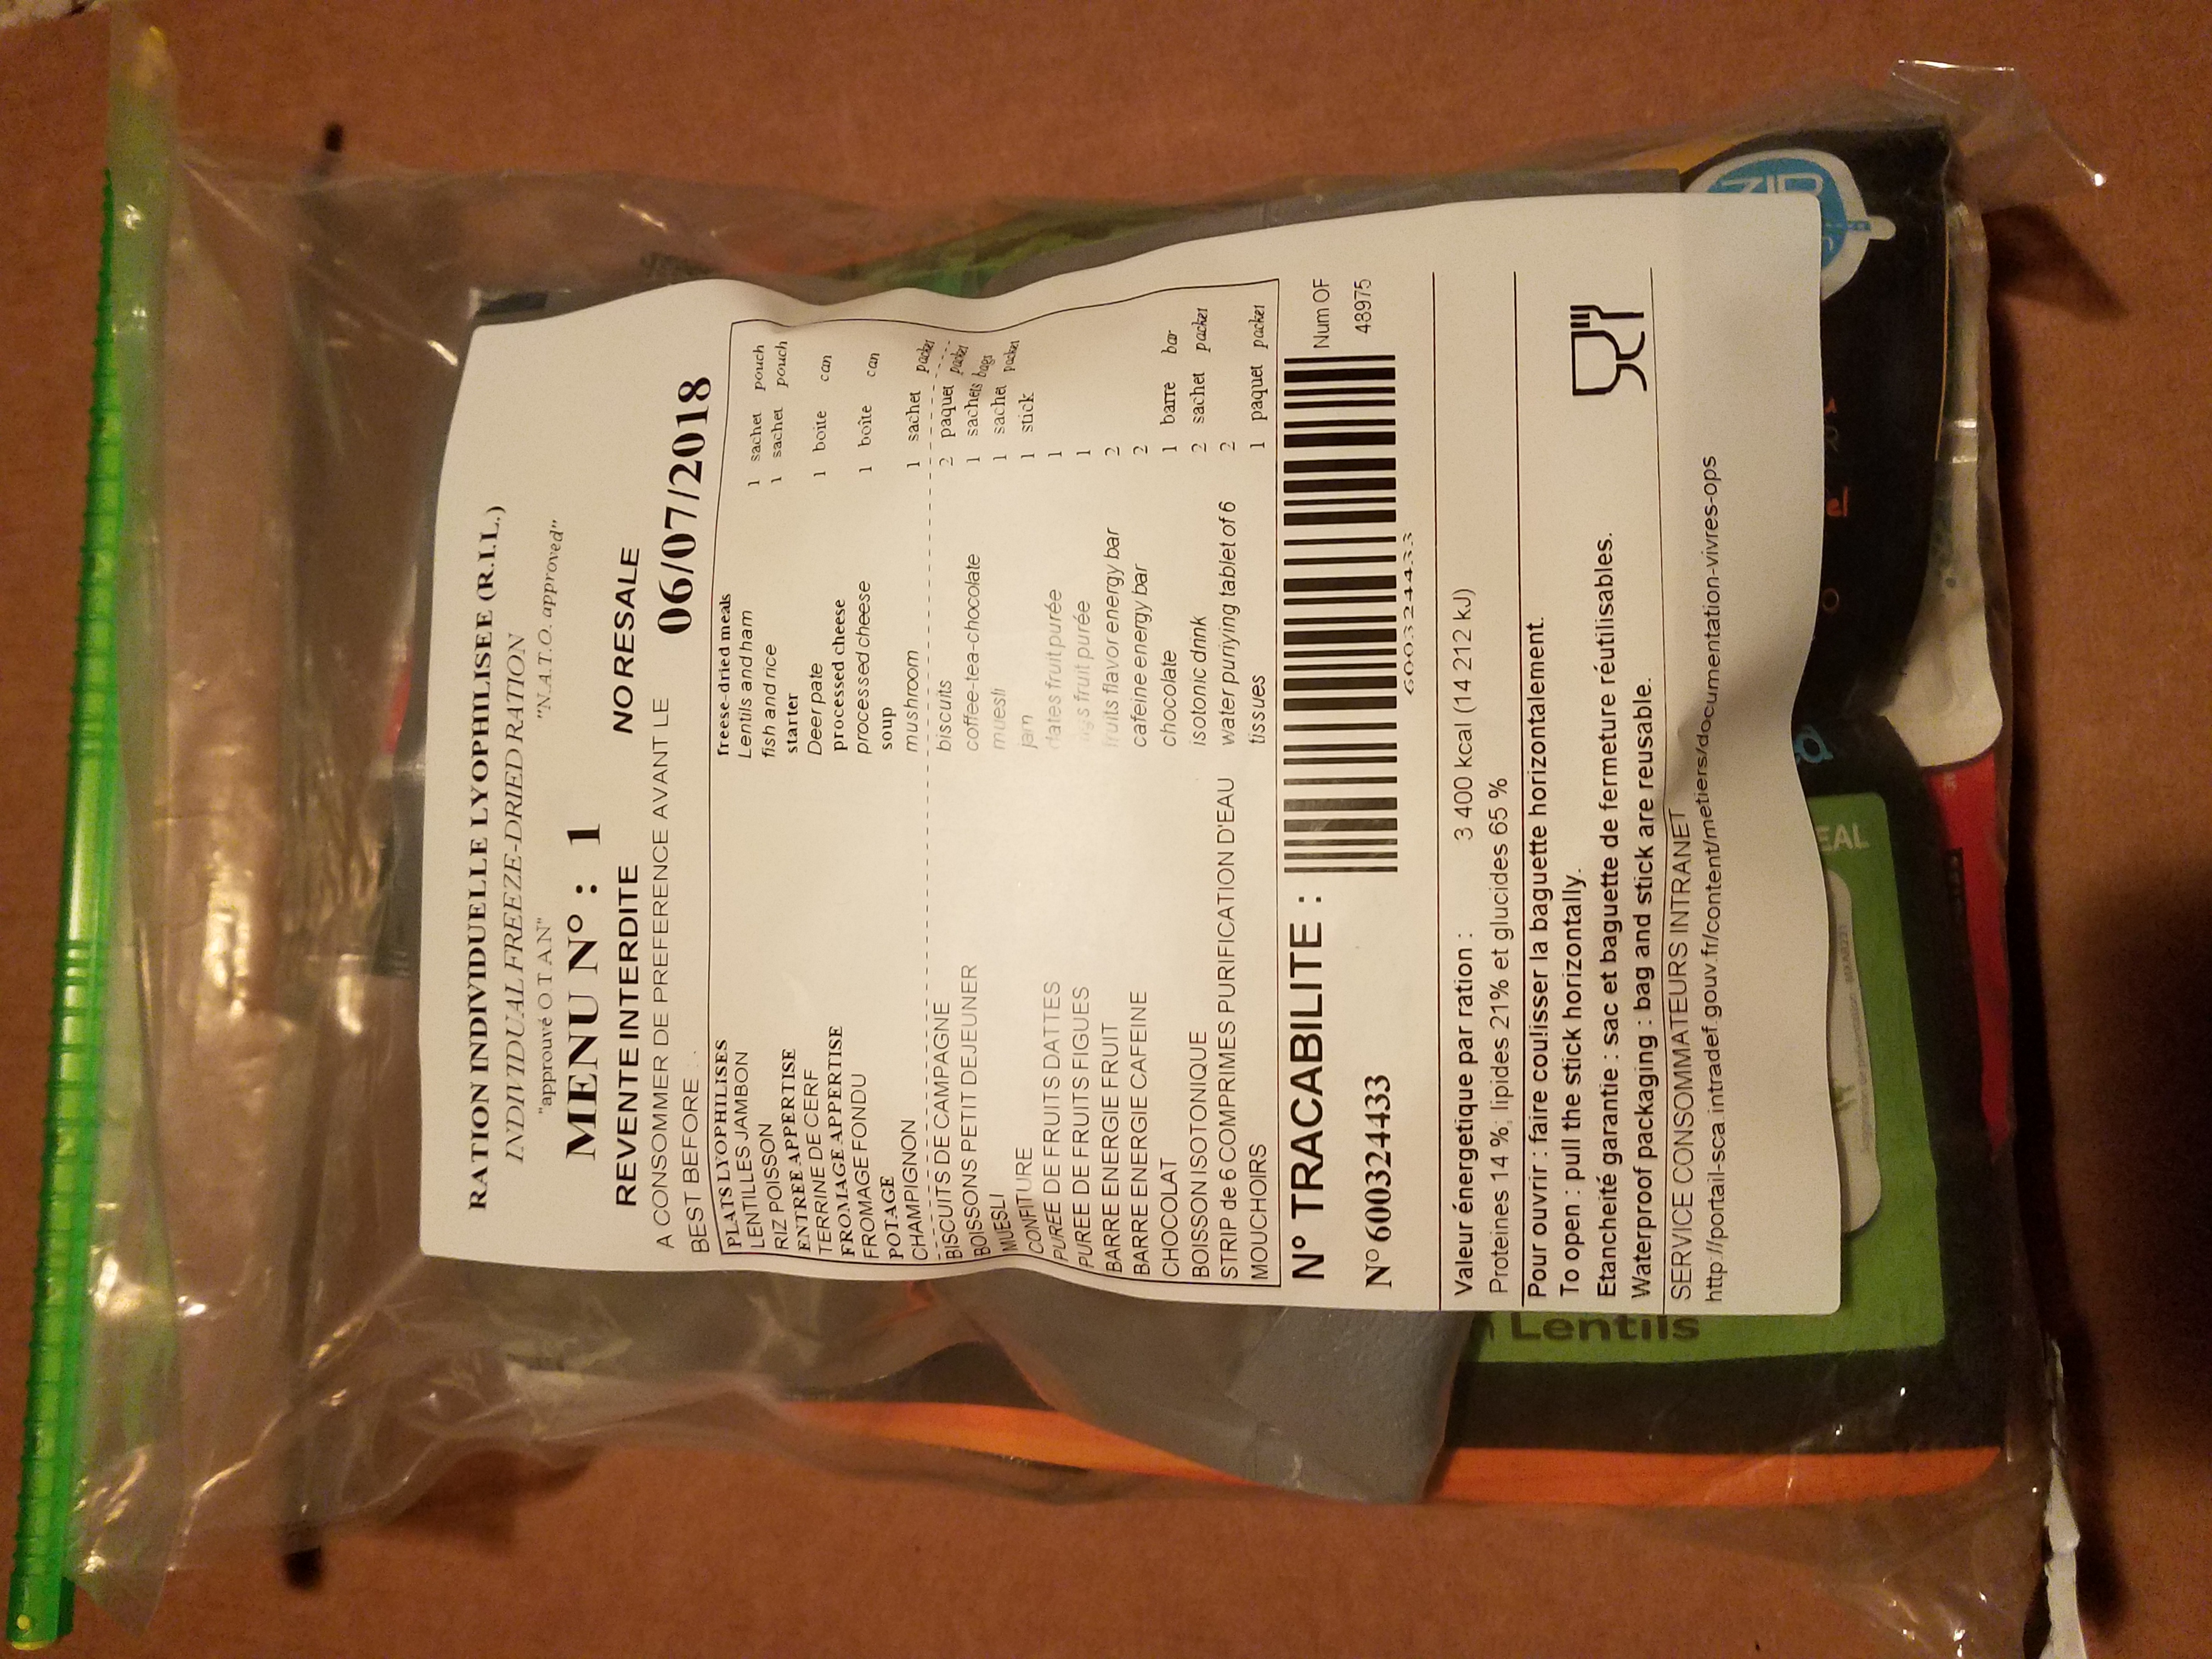 RATION INDIVIDUELLE LYOPHILISEE (R.I.L.)
INDIVIDUAL FREEZE-DRIED RATION
"approuvé O.T AN" "N.A.T.O. approved"
MENU N° : 1
REVENTE INTERDITE NO RESALE
A CONSOMMER DE PREFERENCE AVANT LE 06/07/2018
BEST BEFORE :
PLATS LYOPHILISES freese-dried meals
LENTILLES JAMBON Lentils and ham 1 sachet pouch
RIZ POISSON fish and rice 1 sachet pouch
ENTREE APPERTISE starter
TERRINE DE CERF Deer pate 1 boîte can
FROMAGE APPERTISE processed cheese
FROMAGE FONDU processed cheese 1 boîte can
POTAGE soup
CHAMPIGNON mushroom 1 sachet packet
BISCUITS DE CAMPAGNE biscuits 2 paquet packet
BOISSONS PETIT DEJEUNER coffee-tea-chocolate 1 sachets bags
MUESLI muesli 1 sachet packet
CONFITURE jam 1 stick
PUREE DE FRUITS DATTES dates fruit purée 1
PUREE DE FRUITS FIGUES fruit purée 1
BARRE ENERGIE FRUIT fruits flavor energy bar 2
BARRE ENERGIE CAFEINE cafeine energy bar 2
CHOCOLAT chocolate 1 barre bar
BOISSON ISOTONIQUE isotonic drink 2 sachet packet
STRIP de 6 COMPRIMES PURIFICATION D'EAU water puriying tablet of 6 2
MOUCHOIRS tissues 1 paquet packet
N° TRACABILITE : Num OF
N° 600324433 48975
600324433
Valeur énergetique par ration : 3 400 kcal (14 212 kJ)
Proteines 14 %; lipides 21% et glucides 65 %
Pour ouvrir : faire coulisser la baguette horizontalement.
To open : pull the stick horizontally.
Etancheité garantie : sac et baguette de fermeture réutilisables.
Waterproof packaging : bag and stick are reusable.
SERVICE CONSOMMATEURS INTRANET
http://portail-sca.intradef.gouv.fr/content/metiers/documentation-vivres-ops
Lentils
EAL
ZIP